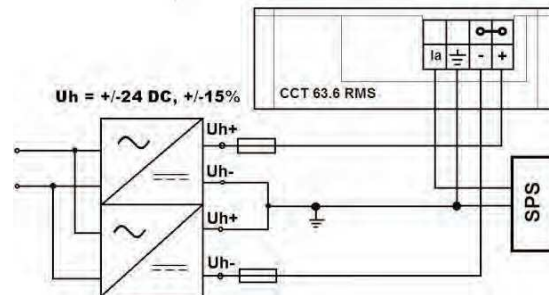 Ia ⏚ - +
CCT 63.6 RMS
Uh = +/-24 DC, +/-15%
Uh+
Uh-
Uh+
Uh-
SPS